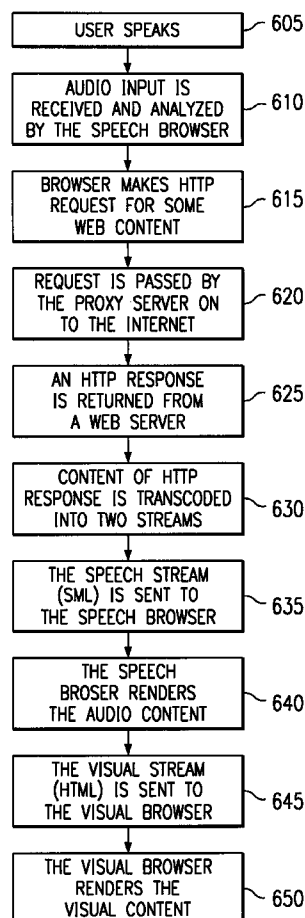 USER SPEAKS
605
AUDIO INPUT IS
RECEIVED AND ANALYZED
BY THE SPEECH BROWSER
610
BROWSER MAKES HTTP
REQUEST FOR SOME
WEB CONTENT
615
REQUEST IS PASSED BY
THE PROXY SERVER ON
TO THE INTERNET
620
AN HTTP RESPONSE
IS RETURNED FROM
A WEB SERVER
625
CONTENT OF HTTP
RESPONSE IS TRANSCODED
INTO TWO STREAMS
630
THE SPEECH STREAM
(SML) IS SENT TO
THE SPEECH BROWSER
635
THE SPEECH
BROSER RENDERS
THE AUDIO CONTENT
640
THE VISUAL STREAM
(HTML) IS SENT TO
THE VISUAL BROWSER
645
THE VISUAL BROWSER
RENDERS THE
VISUAL CONTENT
650